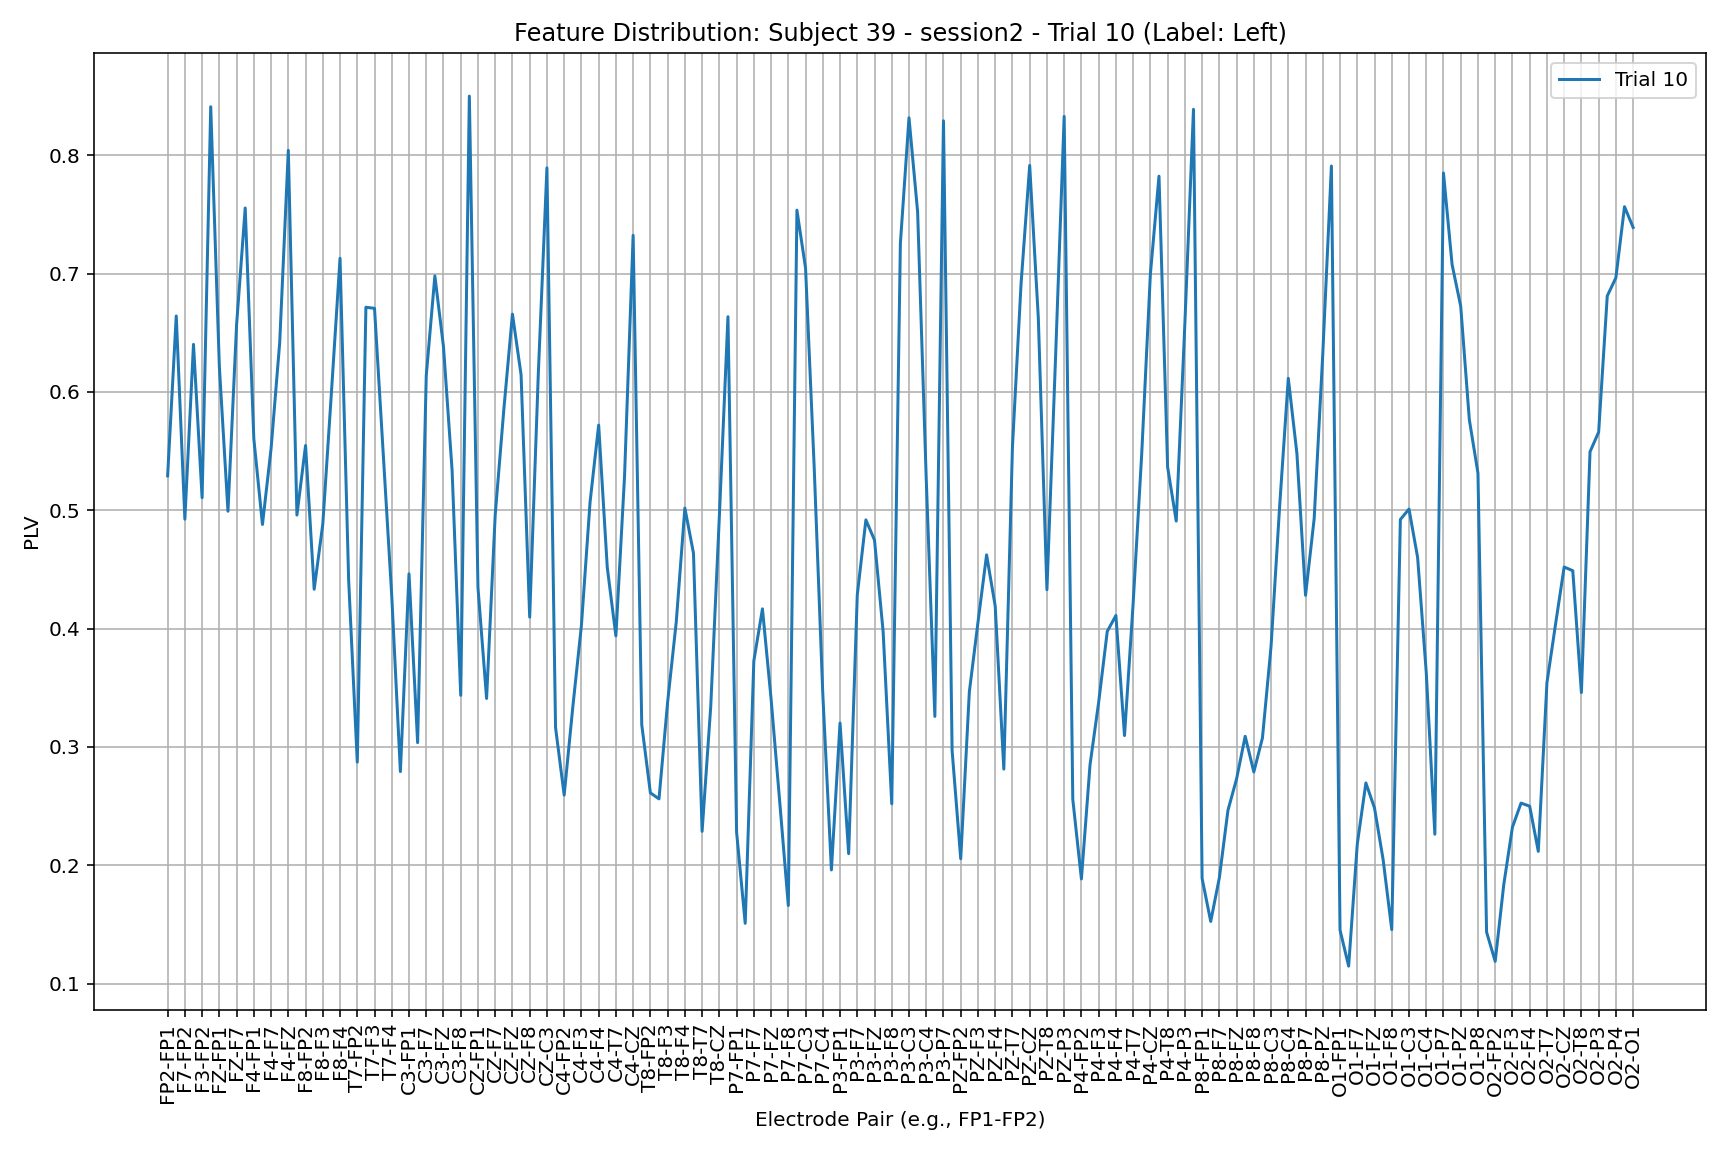 Feature Distribution: Subject 39 - session2 - Trial 10 (Label: Left)
Trial 10
PLV
0.8
0.7
0.6
0.5
0.4
0.3
0.2
0.1
FP2-FP1
F7-FP2
F3-FP2
FZ-FP1
FZ-F7
F4-FP1
F4-F7
F4-FZ
F8-FP2
F8-F3
F8-F4
T7-FP2
T7-F3
T7-F4
C3-FP1
C3-F7
C3-FZ
C3-F8
CZ-FP1
CZ-F7
CZ-FZ
CZ-F8
CZ-C3
C4-FP2
C4-F3
C4-F4
C4-T7
C4-CZ
T8-FP2
T8-F3
T8-F4
T8-T7
T8-CZ
P7-FP1
P7-F7
P7-FZ
P7-F8
P7-C3
P7-C4
P3-FP1
P3-F7
P3-FZ
P3-F8
P3-C3
P3-C4
P3-P7
PZ-FP2
PZ-F3
PZ-F4
PZ-T7
PZ-CZ
PZ-T8
PZ-P3
P4-FP2
P4-F3
P4-F4
P4-T7
P4-CZ
P4-T8
P4-P3
P8-FP1
P8-F7
P8-FZ
P8-F8
P8-C3
P8-C4
P8-P7
P8-PZ
O1-FP1
O1-F7
O1-FZ
O1-F8
O1-C3
O1-C4
O1-P7
O1-PZ
O1-P8
O2-FP2
O2-F3
O2-F4
O2-T7
O2-CZ
O2-T8
O2-P3
O2-P4
O2-O1
Electrode Pair (e.g., FP1-FP2)